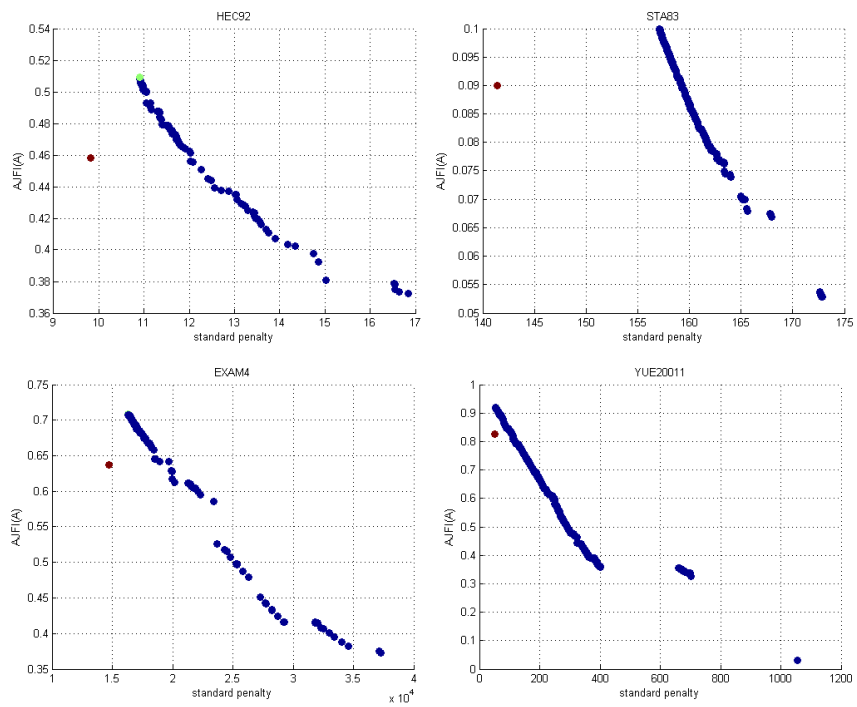 HEC92
0.54
0.52
0.5
0.48
0.46
0.44
0.42
0.4
0.38
0.36
AJFI(A)
9 10 11 12 13 14 15 16 17
standard penalty
STA83
0.1
0.095
0.09
0.085
0.08
0.075
0.07
0.065
0.06
0.055
0.05
AJFI(A)
140 145 150 155 160 165 170 175
standard penalty
EXAM4
0.75
0.7
0.65
0.6
0.55
0.5
0.45
0.4
0.35
AJFI(A)
1 1.5 2 2.5 3 3.5 4
standard penalty
x 10^4
YUE20011
1
0.9
0.8
0.7
0.6
0.5
0.4
0.3
0.2
0.1
0
AJFI(A)
0 200 400 600 800 1000 1200
standard penalty